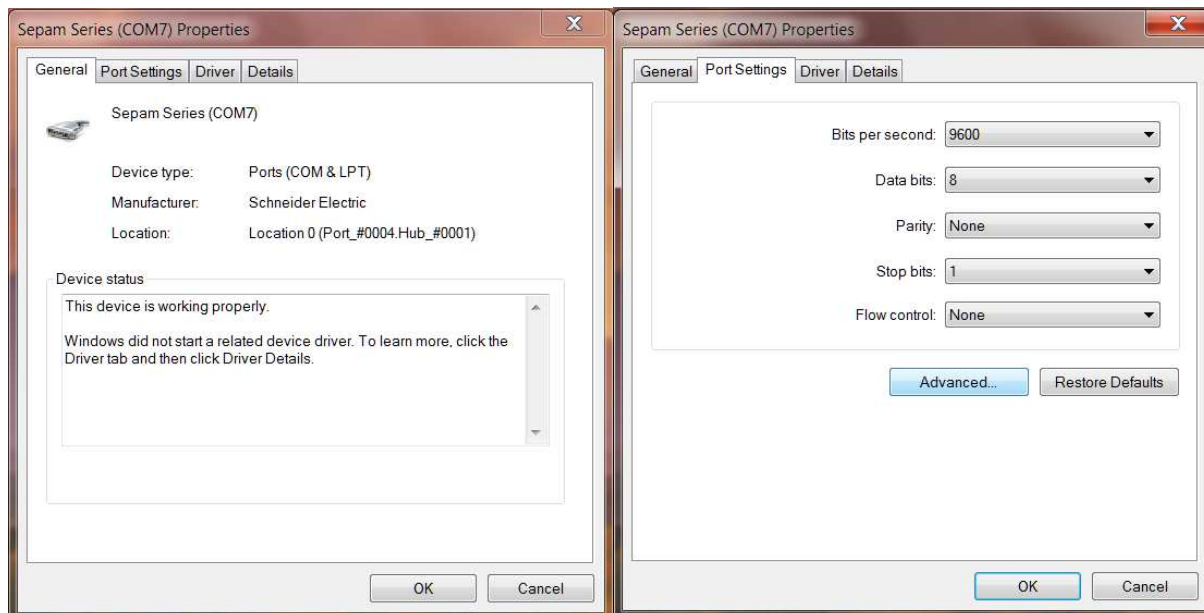 Sepam Series (COM7) Properties
X
General Port Settings Driver Details
Sepam Series (COM7)
Device type: Ports (COM & LPT)
Manufacturer: Schneider Electric
Location: Location 0 (Port_#0004.Hub_#0001)
Device status
This device is working properly.
Windows did not start a related device driver. To learn more, click the
Driver tab and then click Driver Details.
OK Cancel
Sepam Series (COM7) Properties
X
General Port Settings Driver Details
Bits per second: 9600
Data bits: 8
Parity: None
Stop bits: 1
Flow control: None
Advanced... Restore Defaults
OK Cancel